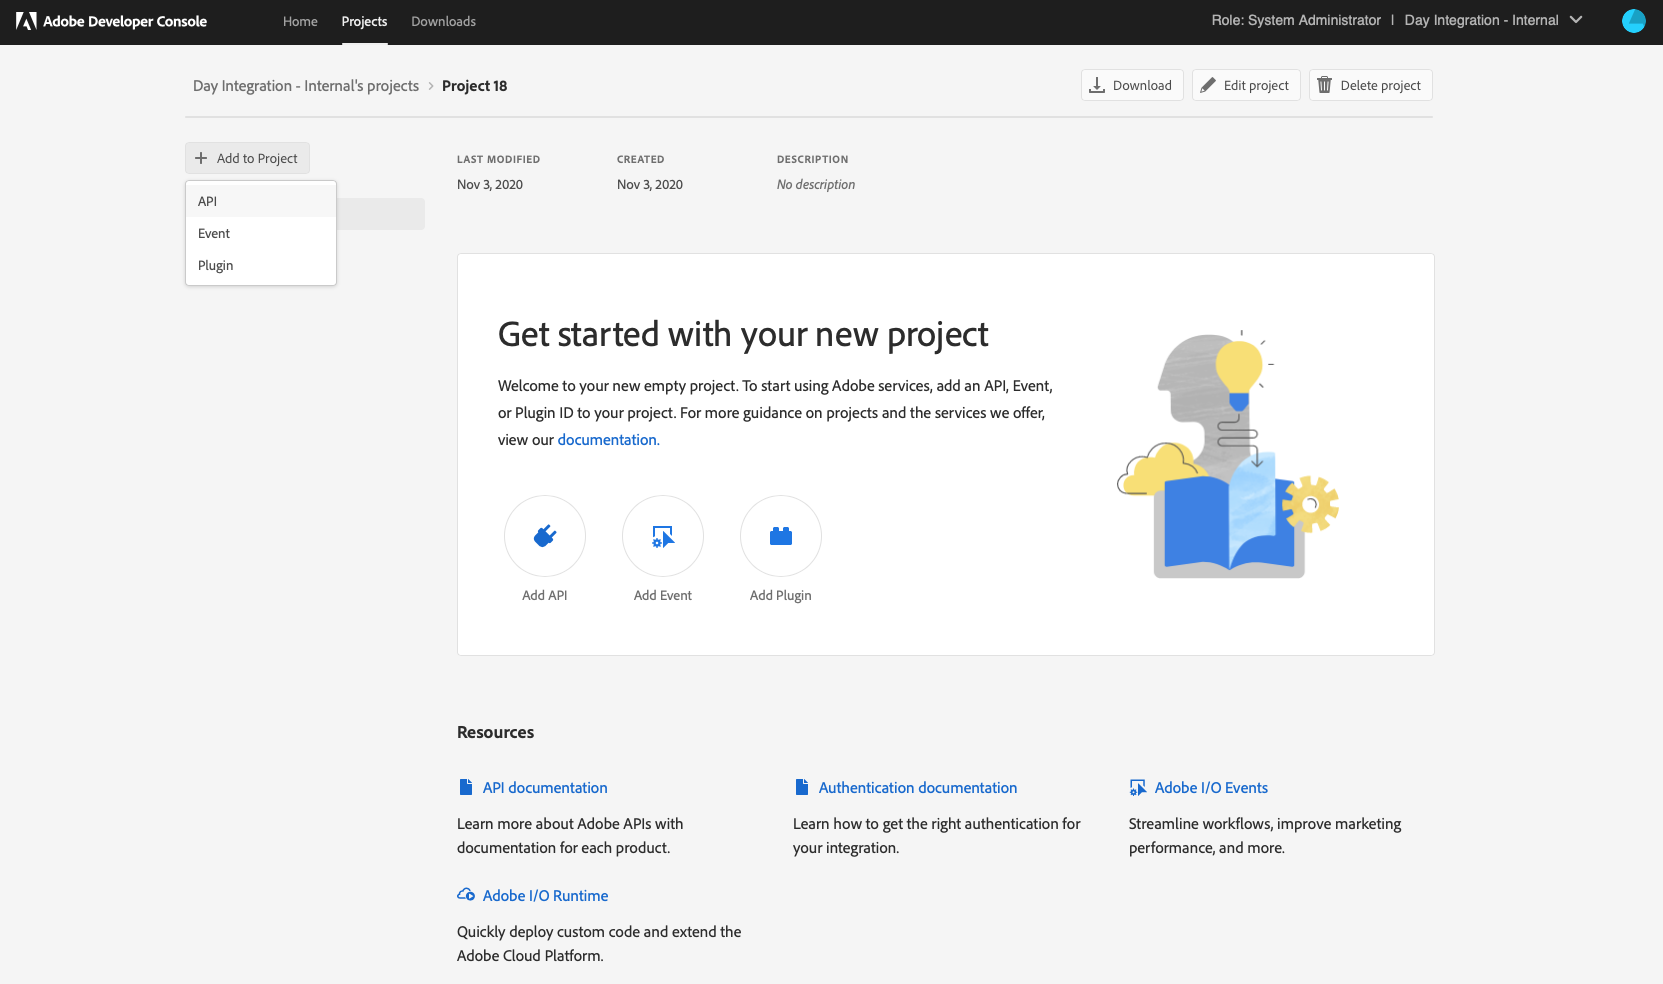 Adobe Developer Console
Home Projects Downloads
Role: System Administrator | Day Integration - Internal
Day Integration - Internal's projects > Project 18
Download
Edit project
Delete project
+ Add to Project
API
Event
Plugin
LAST MODIFIED
Nov 3, 2020
CREATED
Nov 3, 2020
DESCRIPTION
No description
Get started with your new project
Welcome to your new empty project. To start using Adobe services, add an API, Event,
or Plugin ID to your project. For more guidance on projects and the services we offer,
view our documentation.
Add API
Add Event
Add Plugin
Resources
API documentation
Learn more about Adobe APIs with
documentation for each product.
Authentication documentation
Learn how to get the right authentication for
your integration.
Adobe I/O Events
Streamline workflows, improve marketing
performance, and more.
Adobe I/O Runtime
Quickly deploy custom code and extend the
Adobe Cloud Platform.